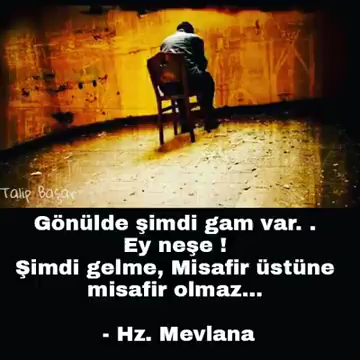 Talip Başar
Gönülde şimdi gam var. .
Ey neşe !
Şimdi gelme, Misafir üstüne
misafir olmaz...
- Hz. Mevlana